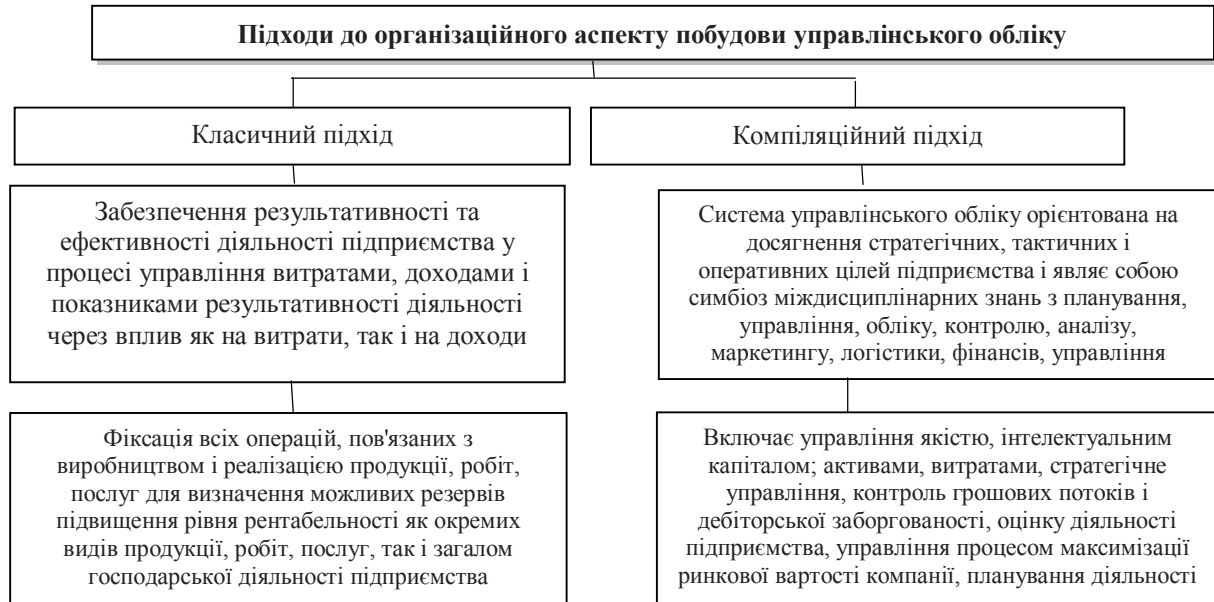 Підходи до організаційного аспекту побудови управлінського обліку
Класичний підхід
Компіляційний підхід
Забезпечення результативності та
ефективності діяльності підприємства у
процесі управління витратами, доходами і
показниками результативності діяльності
через вплив як на витрати, так і на доходи
Система управлінського обліку орієнтована на
досягнення стратегічних, тактичних і
оперативних цілей підприємства і являє собою
симбіоз міждисциплінарних знань з планування,
управління, обліку, контролю, аналізу,
маркетингу, логістики, фінансів, управління
Фіксація всіх операцій, пов'язаних з
виробництвом і реалізацією продукції, робіт,
послуг для визначення можливих резервів
підвищення рівня рентабельності як окремих
видів продукції, робіт, послуг, так і загалом
господарської діяльності підприємства
Включає управління якістю, інтелектуальним
капіталом; активами, витратами, стратегічне
управління, контроль грошових потоків і
дебіторської заборгованості, оцінку діяльності
підприємства, управління процесом максимізації
ринкової вартості компанії, планування діяльності